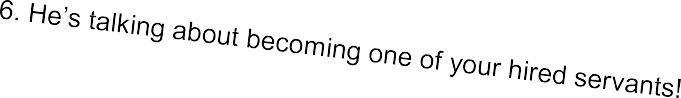 6. He’s talking about becoming one of your hired servants!